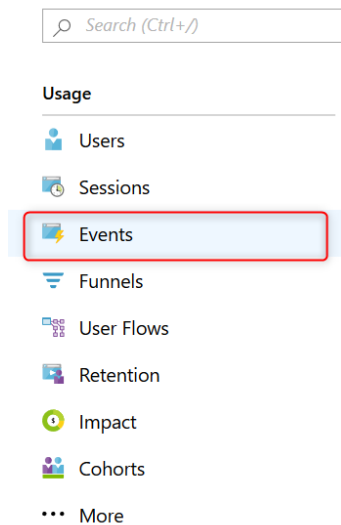 Search (Ctrl+/)
Usage
Users
Sessions
Events
Funnels
User Flows
Retention
Impact
Cohorts
More